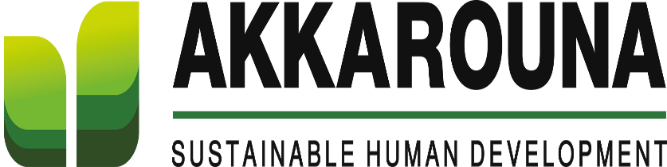 AKKAROUNA
SUSTAINABLE HUMAN DEVELOPMENT